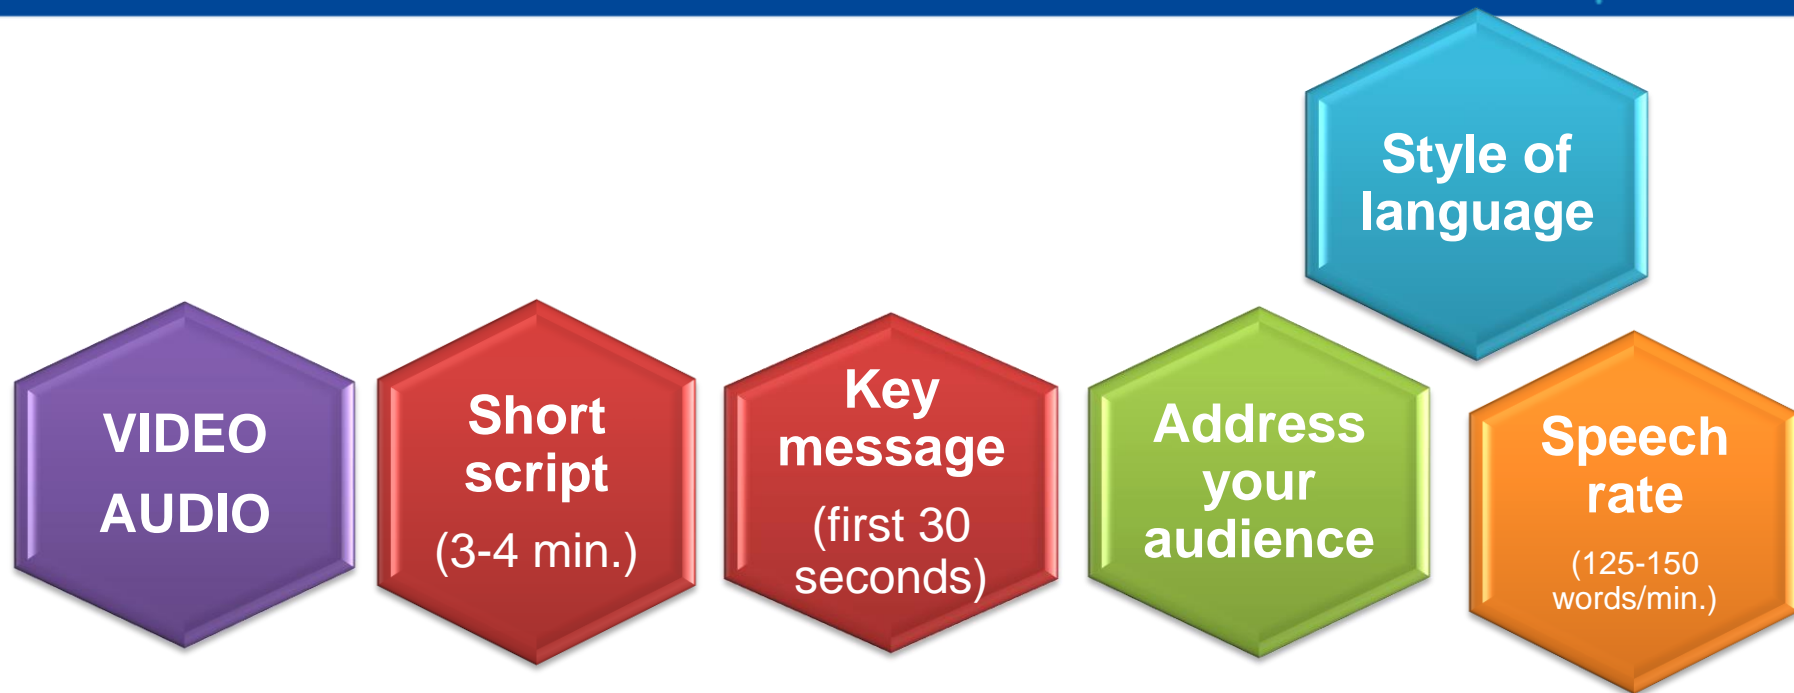 VIDEO
AUDIO
Short
script
(3-4 min.)
Key
message
(first 30
seconds)
Address
your
audience
Style of
language
Speech
rate
(125-150
words/min.)